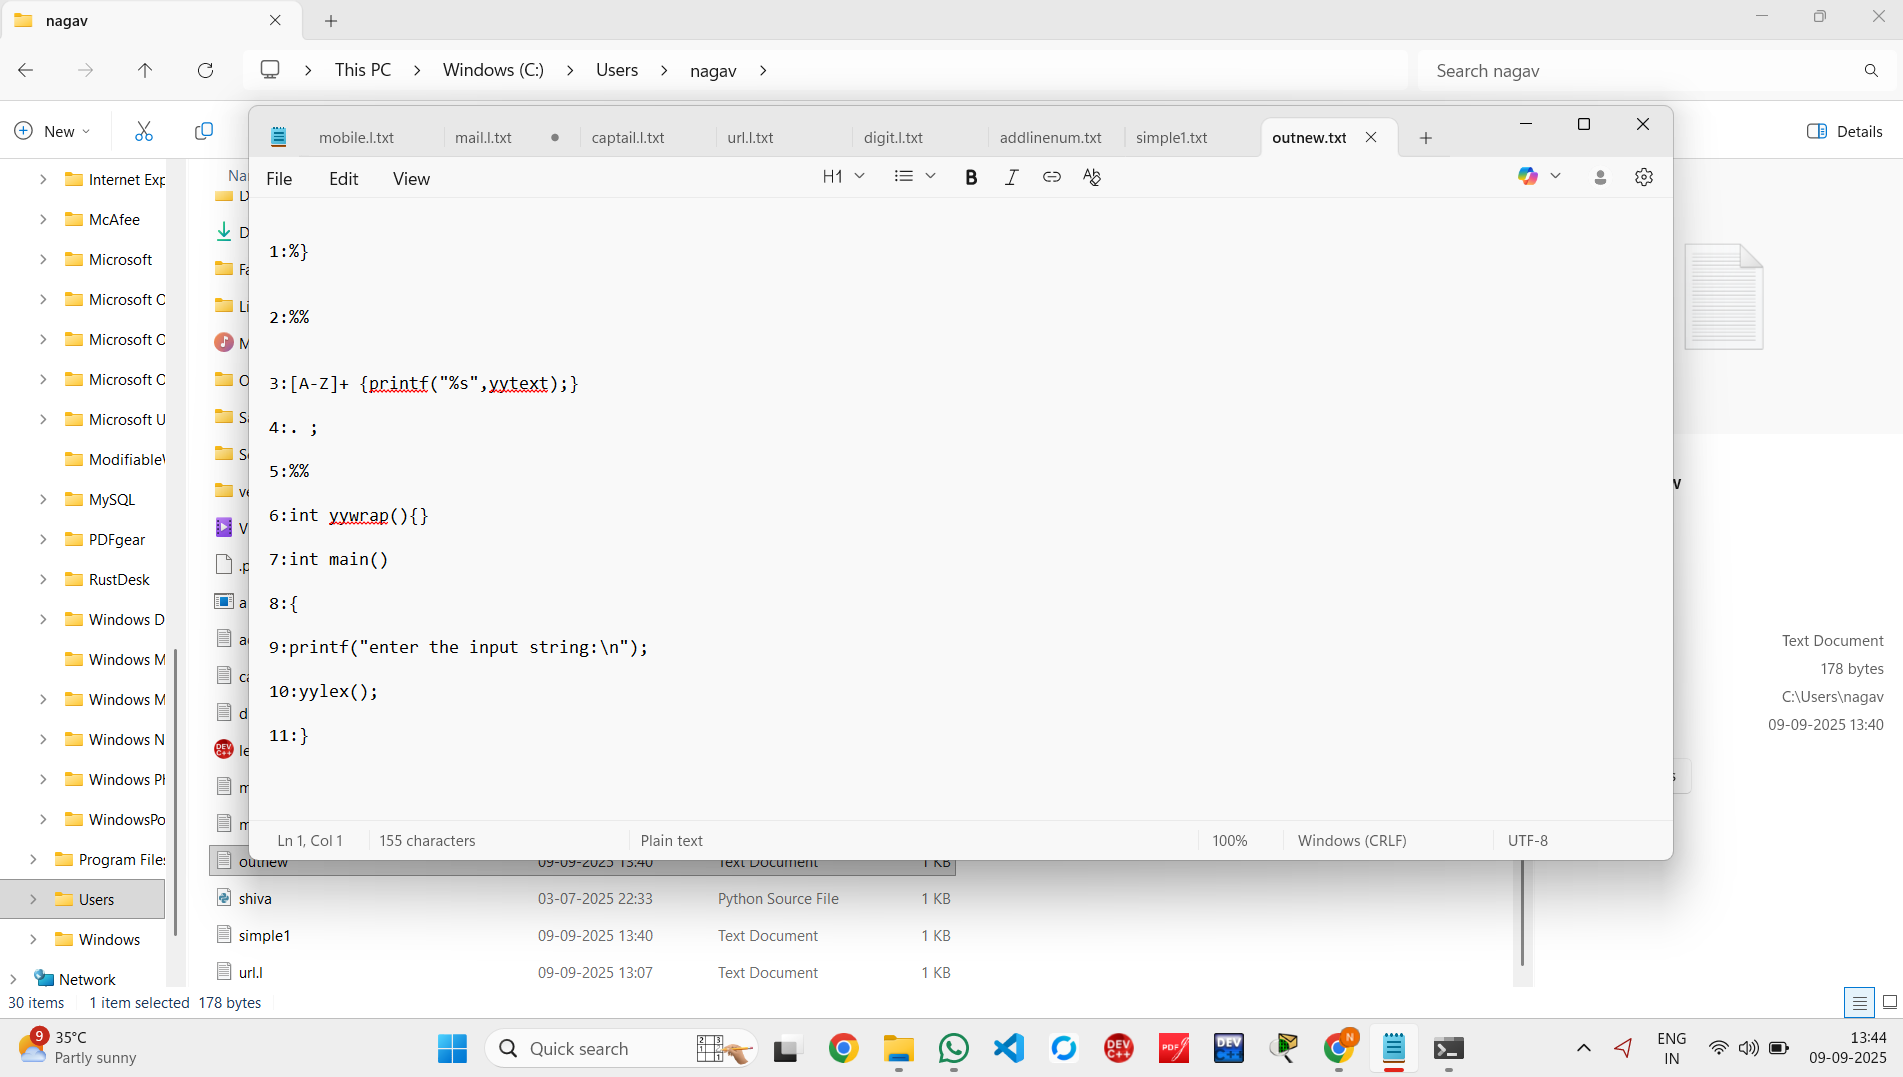 nagav
This PC
Windows (C:)
Users
nagav
Search nagav
New
Details
mobile.l.txt
mail.l.txt
captail.l.txt
url.l.txt
digit.l.txt
addlinenum.txt
simple1.txt
outnew.txt
File
Edit
View
H1
1:%}
2:%%
3:[A-Z]+ {printf("%s",yytext);}
4:. ;
5:%%
6:int yywrap(){}
7:int main()
8:{
9:printf("enter the input string:\n");
10:yylex();
11:}
Ln 1, Col 1
155 characters
Plain text
100%
Windows (CRLF)
UTF-8
Internet Exp
McAfee
Microsoft
Microsoft O
Microsoft O
Microsoft O
Microsoft U
Modifiable
MySQL
PDFgear
RustDesk
Windows D
Windows M
Windows M
Windows N
Windows Ph
WindowsPo
Program Files
Users
Windows
Network
outnew 09-09-2025 13:40 Text Document 1 KB
shiva 03-07-2025 22:33 Python Source File 1 KB
simple1 09-09-2025 13:40 Text Document 1 KB
url.l 09-09-2025 13:07 Text Document 1 KB
Text Document
178 bytes
C:\Users\nagav
09-09-2025 13:40
30 items
1 item selected 178 bytes
9
35°C
Partly sunny
Quick search
DEV C++
PDF
DEV
N
ENG
IN
13:44
09-09-2025